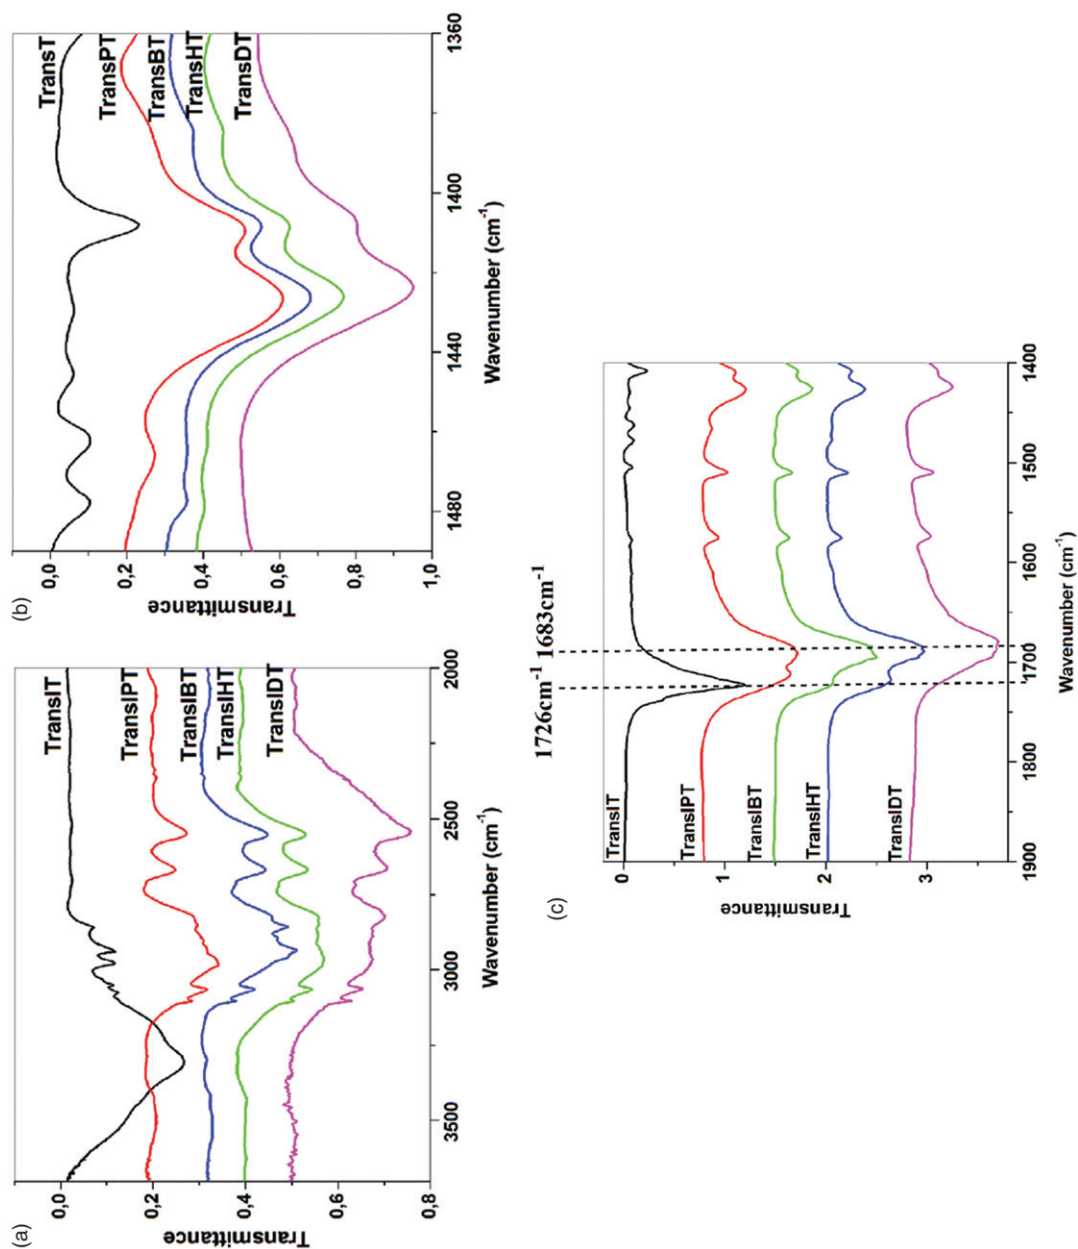 (a)
TransIT
TransIPT
TransIBT
TransIHT
TransIDT
0,0
0,2
0,4
0,6
0,8
Transmittance
3500
3000
2500
2000
Wavenumber (cm-1)
(b)
TransT
TransPT
TransBT
TransHT
TransDT
0,0
0,2
0,4
0,6
0,8
1,0
Transmittance
1480
1440
1400
1360
Wavenumber (cm-1)
(c)
1726cm-1 1683cm-1
TransIT
TransIPT
TransIBT
TransIHT
TransIDT
0
1
2
3
Transmittance
1900
1800
1700
1600
1500
1400
Wavenumber (cm-1)